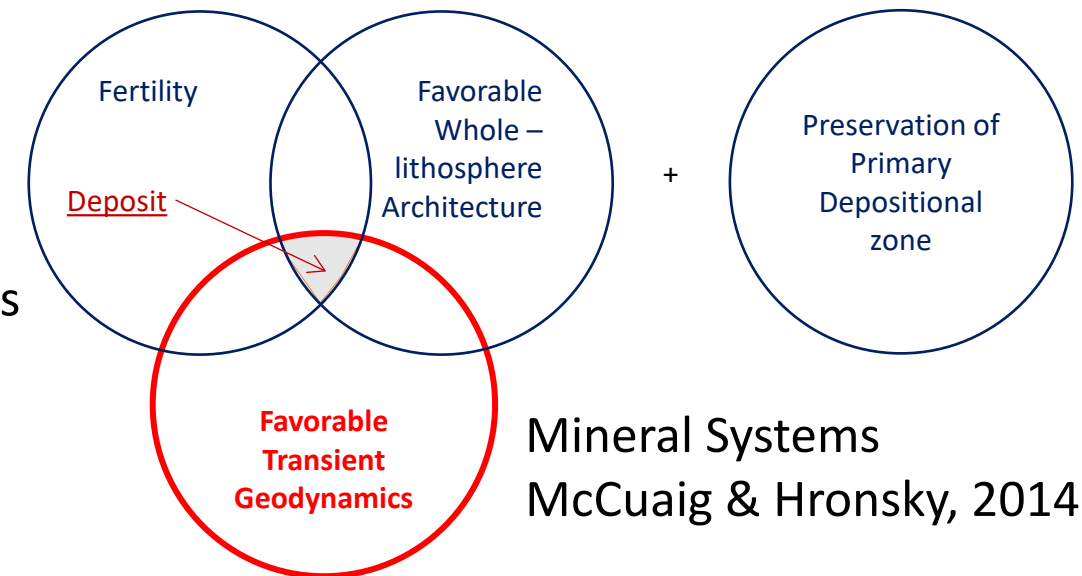 Fertility
Deposit
Favorable
Whole –
lithosphere
Architecture
+
Preservation of
Primary
Depositional
zone
s
Favorable
Transient
Geodynamics
Mineral Systems
McCuaig & Hronsky, 2014